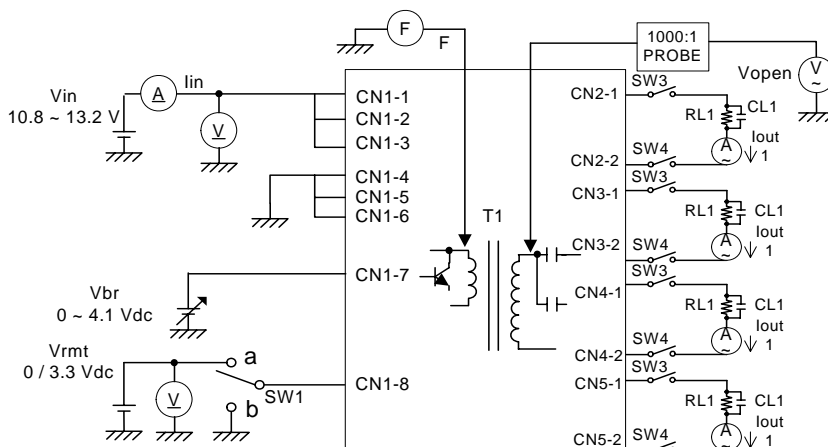 F
F
1000:1
PROBE
V
~
Vopen
Vin
10.8 ~ 13.2 V
A
Iin
V
CN1-1
CN1-2
CN1-3
CN1-4
CN1-5
CN1-6
CN1-7
CN1-8
Vbr
0 ~ 4.1 Vdc
Vrmt
0 / 3.3 Vdc
V
a
b
SW1
T1
CN2-1
SW3
RL1
CL1
A
~
Iout
1
CN2-2
SW4
CN3-1
SW3
RL1
CL1
A
~
Iout
1
CN3-2
SW4
CN4-1
SW3
RL1
CL1
A
~
Iout
1
CN4-2
SW4
CN5-1
SW3
RL1
CL1
A
~
Iout
1
CN5-2
SW4